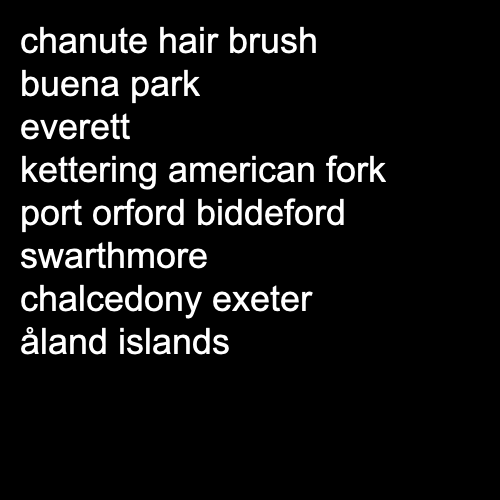 chanute hair brush
buena park
everett
kettering american fork
port orford biddeford
swarthmore
chalcedony exeter
åland islands